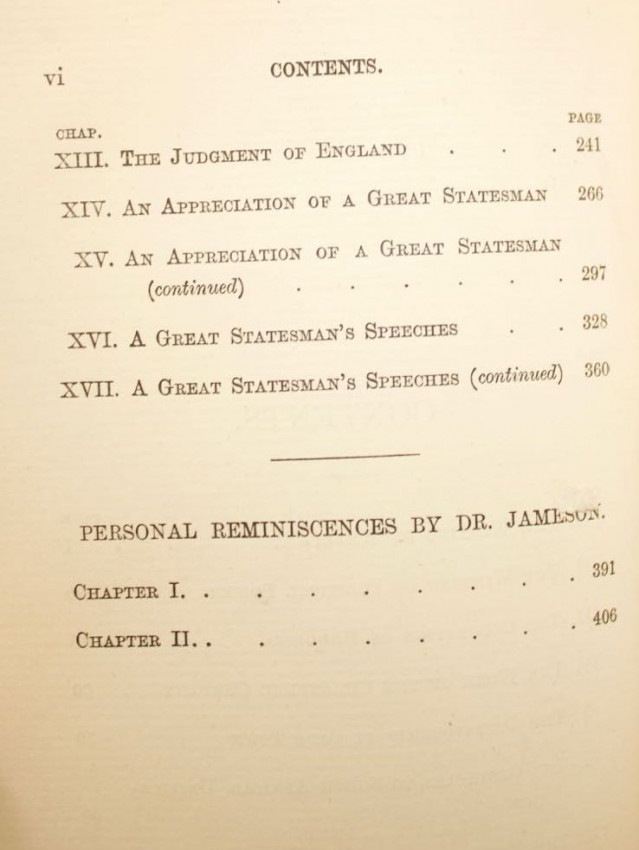 vi
CONTENTS.
CHAP.
PAGE
XIII. THE JUDGMENT OF ENGLAND . . . 241
XIV. AN APPRECIATION OF A GREAT STATESMAN 266
XV. AN APPRECIATION OF A GREAT STATESMAN
(continued) . . . . . . 297
XVI. A GREAT STATESMAN'S SPEECHES . . 328
XVII. A GREAT STATESMAN'S SPEECHES (continued) 360
PERSONAL REMINISCENCES BY DR. JAMESON.
CHAPTER I. . . . . . . . . 391
CHAPTER II. . . . . . . . . 406